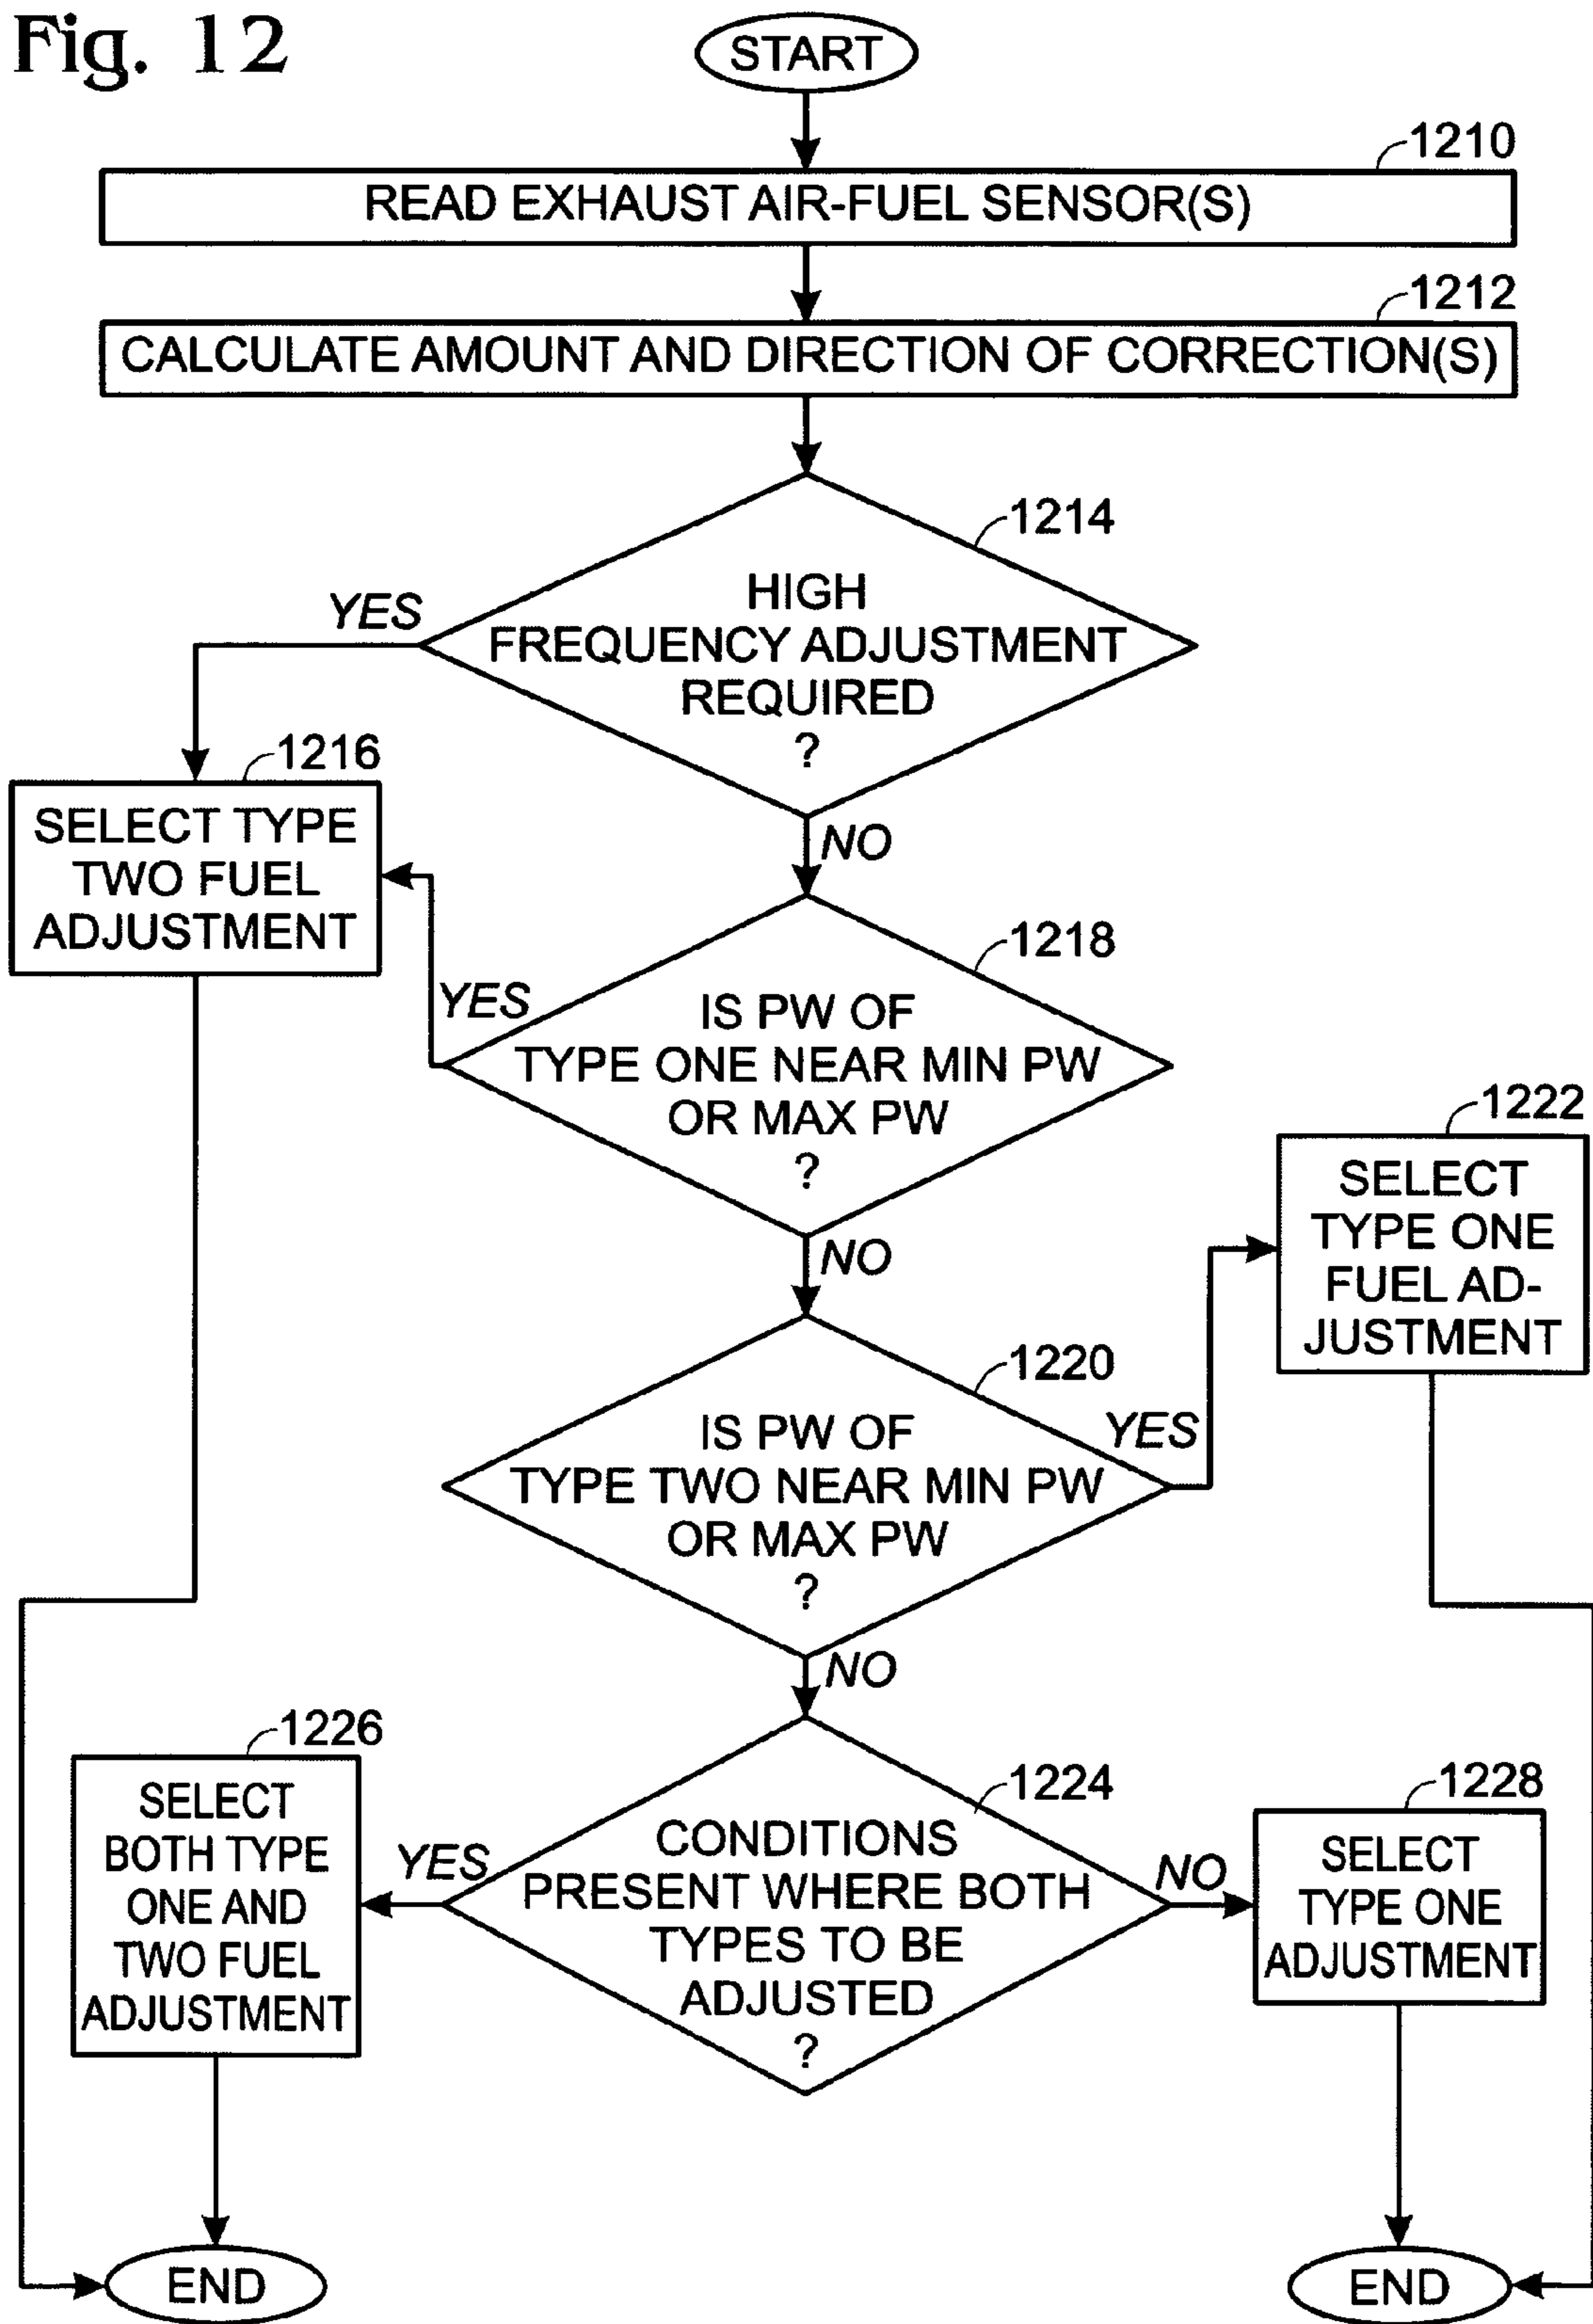 Fig. 12
START
1210
READ EXHAUST AIR-FUEL SENSOR(S)
1212
CALCULATE AMOUNT AND DIRECTION OF CORRECTION(S)
1214
HIGH
FREQUENCY ADJUSTMENT
REQUIRED
?
YES
NO
1216
SELECT TYPE
TWO FUEL
ADJUSTMENT
1218
IS PW OF
TYPE ONE NEAR MIN PW
OR MAX PW
?
YES
NO
1220
IS PW OF
TYPE TWO NEAR MIN PW
OR MAX PW
?
YES
NO
1222
SELECT
TYPE ONE
FUEL AD-
JUSTMENT
1224
CONDITIONS
PRESENT WHERE BOTH
TYPES TO BE
ADJUSTED
?
YES
NO
1226
SELECT
BOTH TYPE
ONE AND
TWO FUEL
ADJUSTMENT
1228
SELECT
TYPE ONE
ADJUSTMENT
END
END